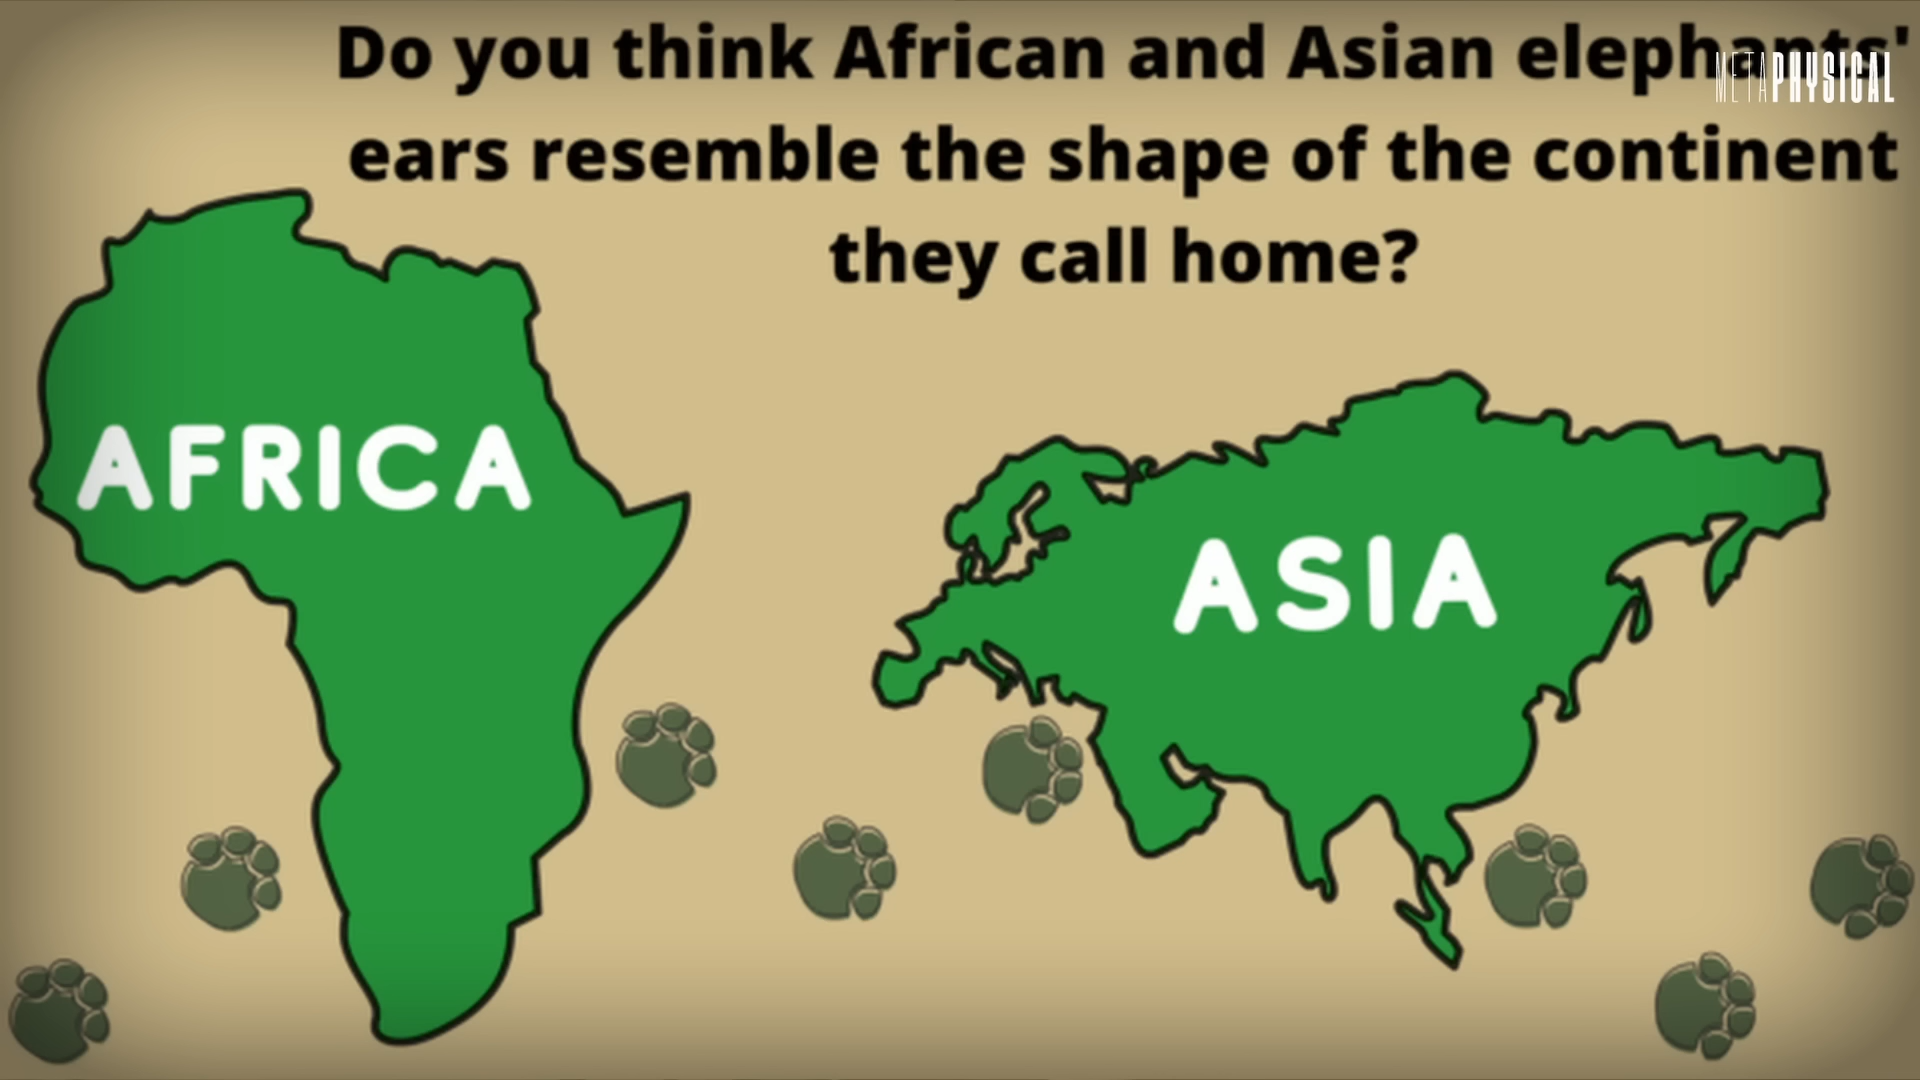 Do you think African and Asian elephants'
METAPHYSICAL
ears resemble the shape of the continent
they call home?
AFRICA
ASIA